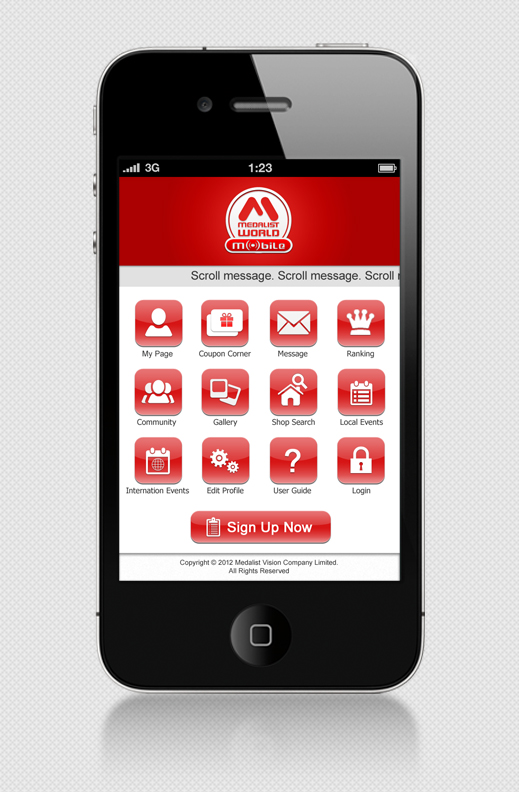 3G 1:23
MEDALIST
WORLD
mobile
Scroll message. Scroll message. Scroll
My Page Coupon Corner Message Ranking
Community Gallery Shop Search Local Events
Internation Events Edit Profile User Guide Login
Sign Up Now
Copyright © 2012 Medalist Vision Company Limited.
All Rights Reserved